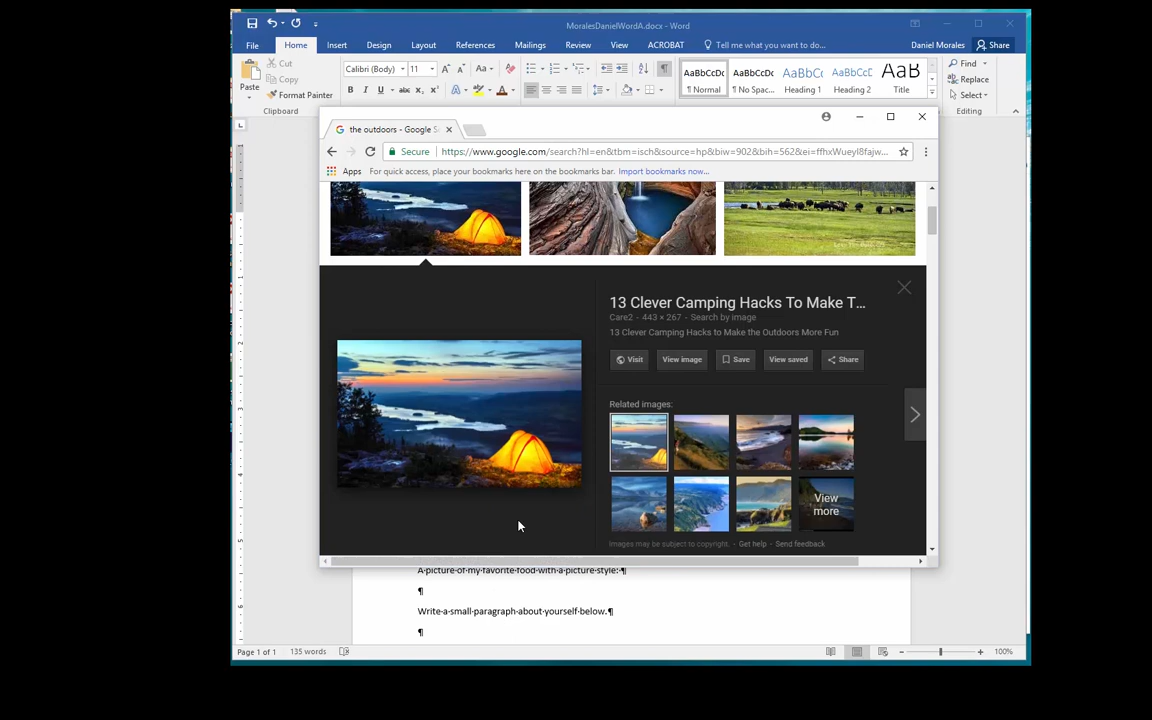 MoralesDanielWordA.docx - Word
File Home Insert Design Layout References Mailings Review View ACROBAT Tell me what you want to do... Daniel Morales Share
Paste
Cut
Copy
Format Painter
Clipboard
Calibri (Body) 11
AaBbCcDc AaBbCcDc AaBbCc AaBbCcD AaB
¶ Normal ¶ No Spac... Heading 1 Heading 2 Title
Find
Replace
Select
Editing
the outdoors - Google S
Secure https://www.google.com/search?hl=en&tbm=isch&source=hp&biw=902&bih=562&ei=ffhxWueyI8fajw...
Apps For quick access, place your bookmarks here on the bookmarks bar. Import bookmarks now...
13 Clever Camping Hacks To Make T...
Care2 - 443 × 267 - Search by image
13 Clever Camping Hacks to Make the Outdoors More Fun
Visit View image Save View saved Share
Related images:
View more
Images may be subject to copyright. - Get help - Send feedback
A·picture·of·my·favorite·food·with·a·picture·style:·¶
¶
Write·a·small·paragraph·about·yourself·below.¶
¶
Page 1 of 1 135 words 100%